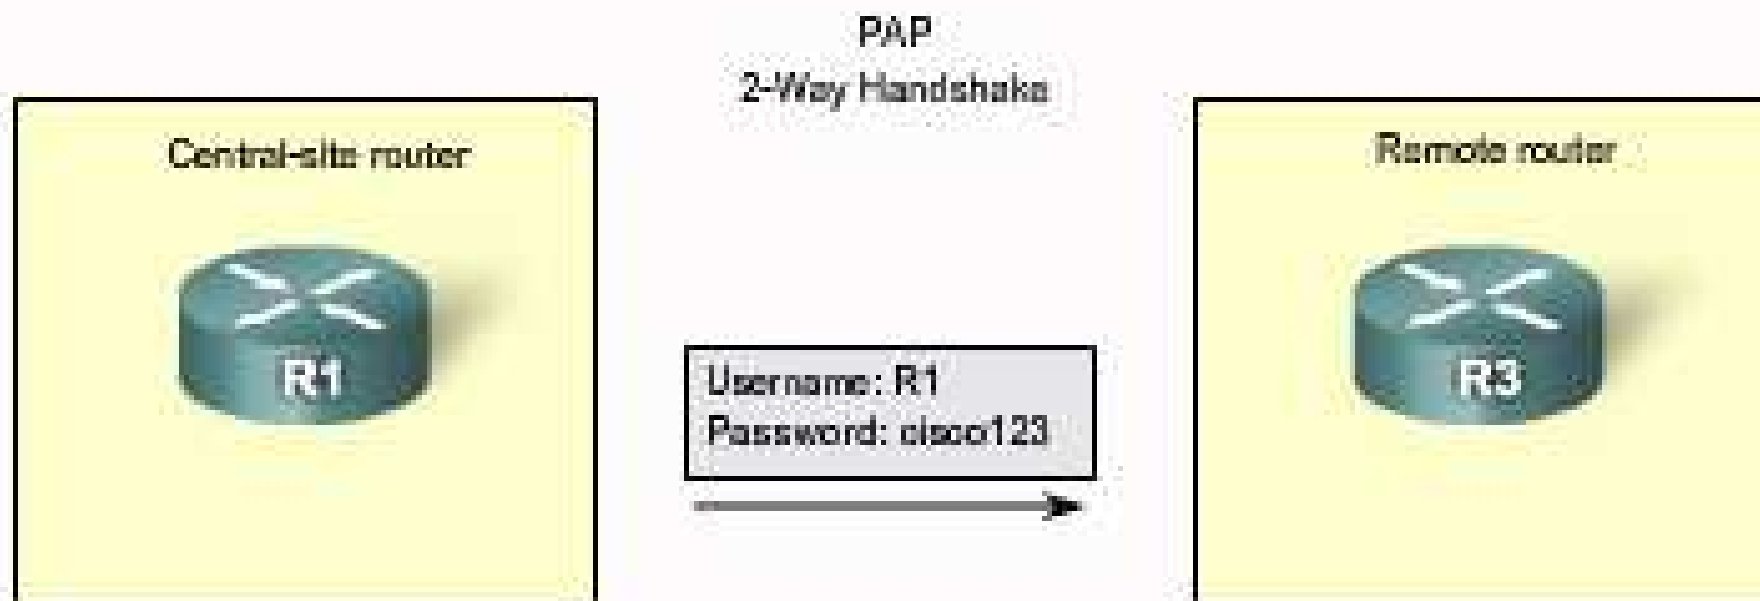 PAP
2-Way Handshake
Central-site router
Remote router
R1
Username: R1
Password: cisco123
R3